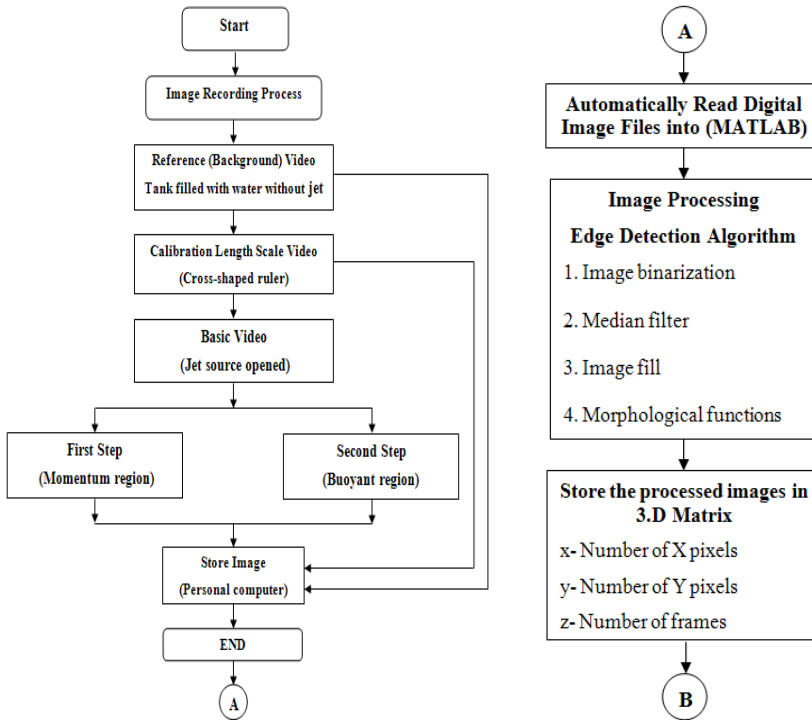 Start
Image Recording Process
Reference (Background) Video
Tank filled with water without jet
Calibration Length Scale Video
(Cross-shaped ruler)
Basic Video
(Jet source opened)
First Step
(Momentum region)
Second Step
(Buoyant region)
Store Image
(Personal computer)
END
A
A
Automatically Read Digital
Image Files into (MATLAB)
Image Processing
Edge Detection Algorithm
1. Image binarization
2. Median filter
3. Image fill
4. Morphological functions
Store the processed images in
3.D Matrix
x- Number of X pixels
y- Number of Y pixels
z- Number of frames
B